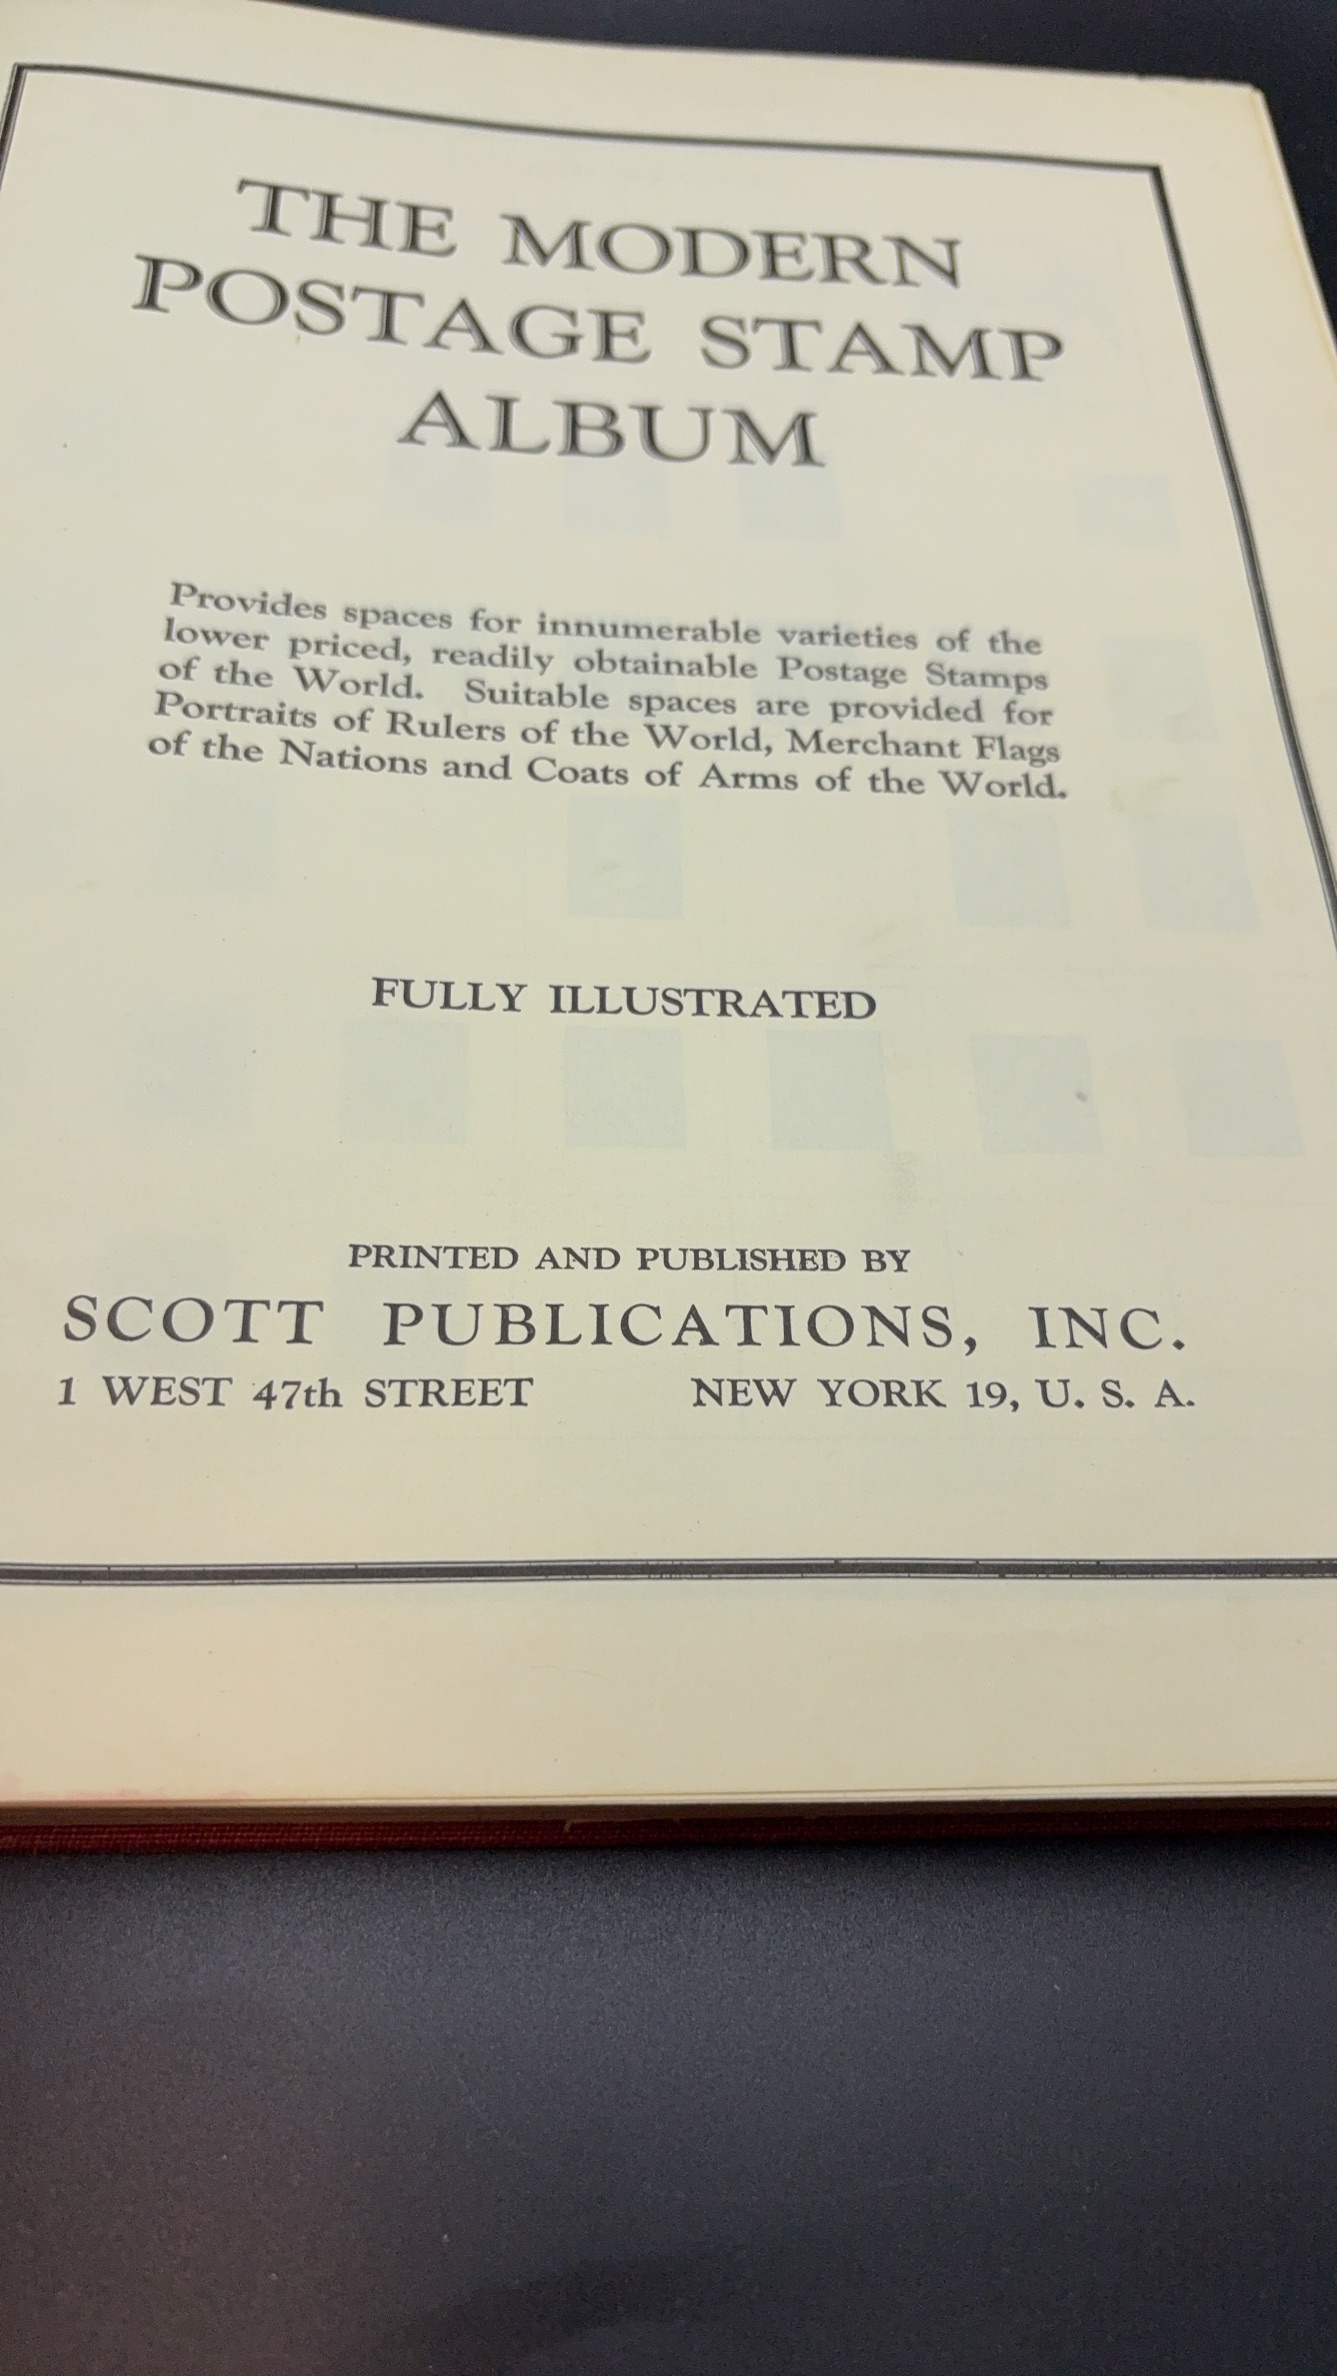 THE MODERN
POSTAGE STAMP
ALBUM
Provides spaces for innumerable varieties of the
lower priced, readily obtainable Postage Stamps
of the World. Suitable spaces are provided for
Portraits of Rulers of the World, Merchant Flags
of the Nations and Coats of Arms of the World.
FULLY ILLUSTRATED
PRINTED AND PUBLISHED BY
SCOTT PUBLICATIONS, INC.
1 WEST 47th STREET NEW YORK 19, U. S. A.